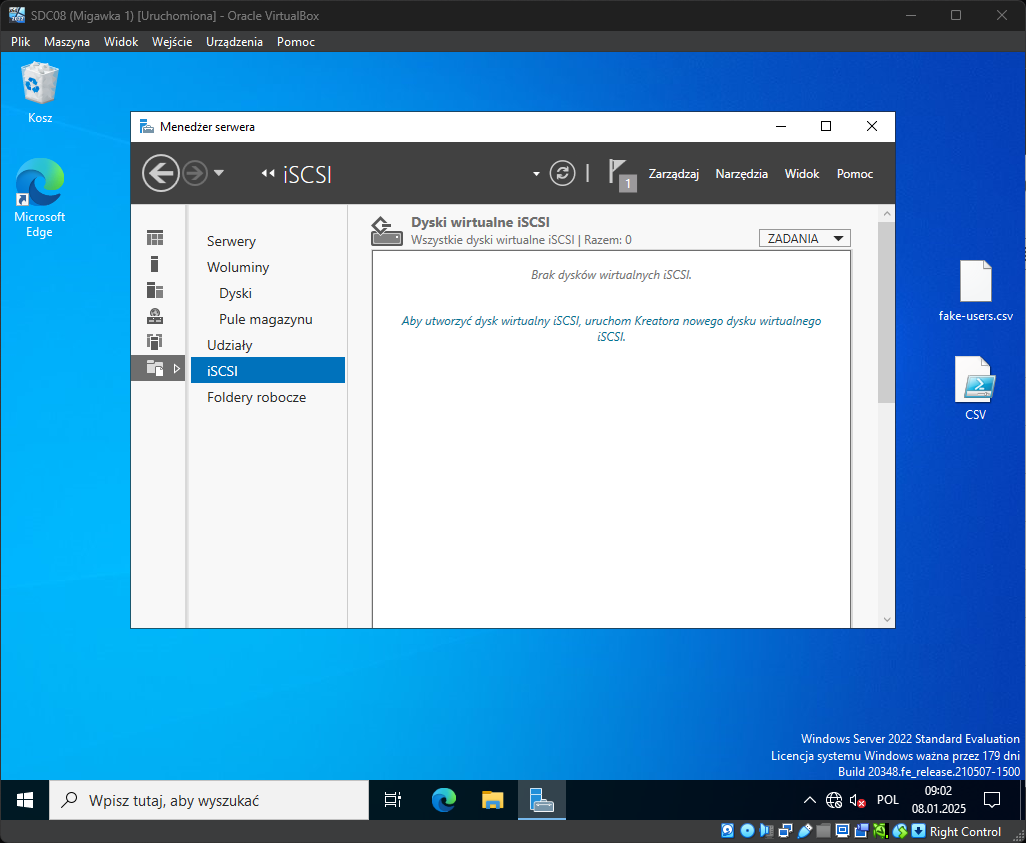 SDC08 (Migawka 1) [Uruchomiona] - Oracle VirtualBox
Plik Maszyna Widok Wejście Urządzenia Pomoc
Kosz
Microsoft
Edge
Menedżer serwera
iSCSI
1
Zarządzaj Narzędzia Widok Pomoc
Serwery
Woluminy
Dyski
Pule magazynu
Udziały
iSCSI
Foldery robocze
Dyski wirtualne iSCSI
Wszystkie dyski wirtualne iSCSI | Razem: 0
ZADANIA
Brak dysków wirtualnych iSCSI.
Aby utworzyć dysk wirtualny iSCSI, uruchom Kreatora nowego dysku wirtualnego
iSCSI.
fake-users.csv
CSV
Windows Server 2022 Standard Evaluation
Licencja systemu Windows ważna przez 179 dni
Build 20348.fe_release.210507-1500
Wpisz tutaj, aby wyszukać
POL
09:02
08.01.2025
Right Control